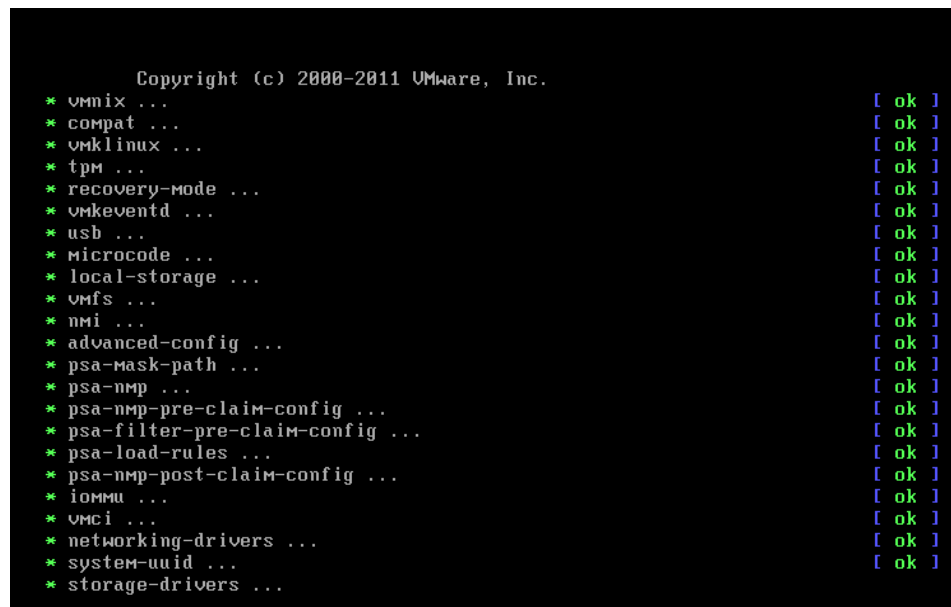 Copyright (c) 2000-2011 VMware, Inc.
* vmnix ... [ ok ]
* compat ... [ ok ]
* vmklinux ... [ ok ]
* tpm ... [ ok ]
* recovery-mode ... [ ok ]
* vmkeventd ... [ ok ]
* usb ... [ ok ]
* microcode ... [ ok ]
* local-storage ... [ ok ]
* vmfs ... [ ok ]
* nmi ... [ ok ]
* advanced-config ... [ ok ]
* psa-mask-path ... [ ok ]
* psa-nmp ... [ ok ]
* psa-nmp-pre-claim-config ... [ ok ]
* psa-filter-pre-claim-config ... [ ok ]
* psa-load-rules ... [ ok ]
* psa-nmp-post-claim-config ... [ ok ]
* iommu ... [ ok ]
* vmci ... [ ok ]
* networking-drivers ... [ ok ]
* system-uuid ... [ ok ]
* storage-drivers ...